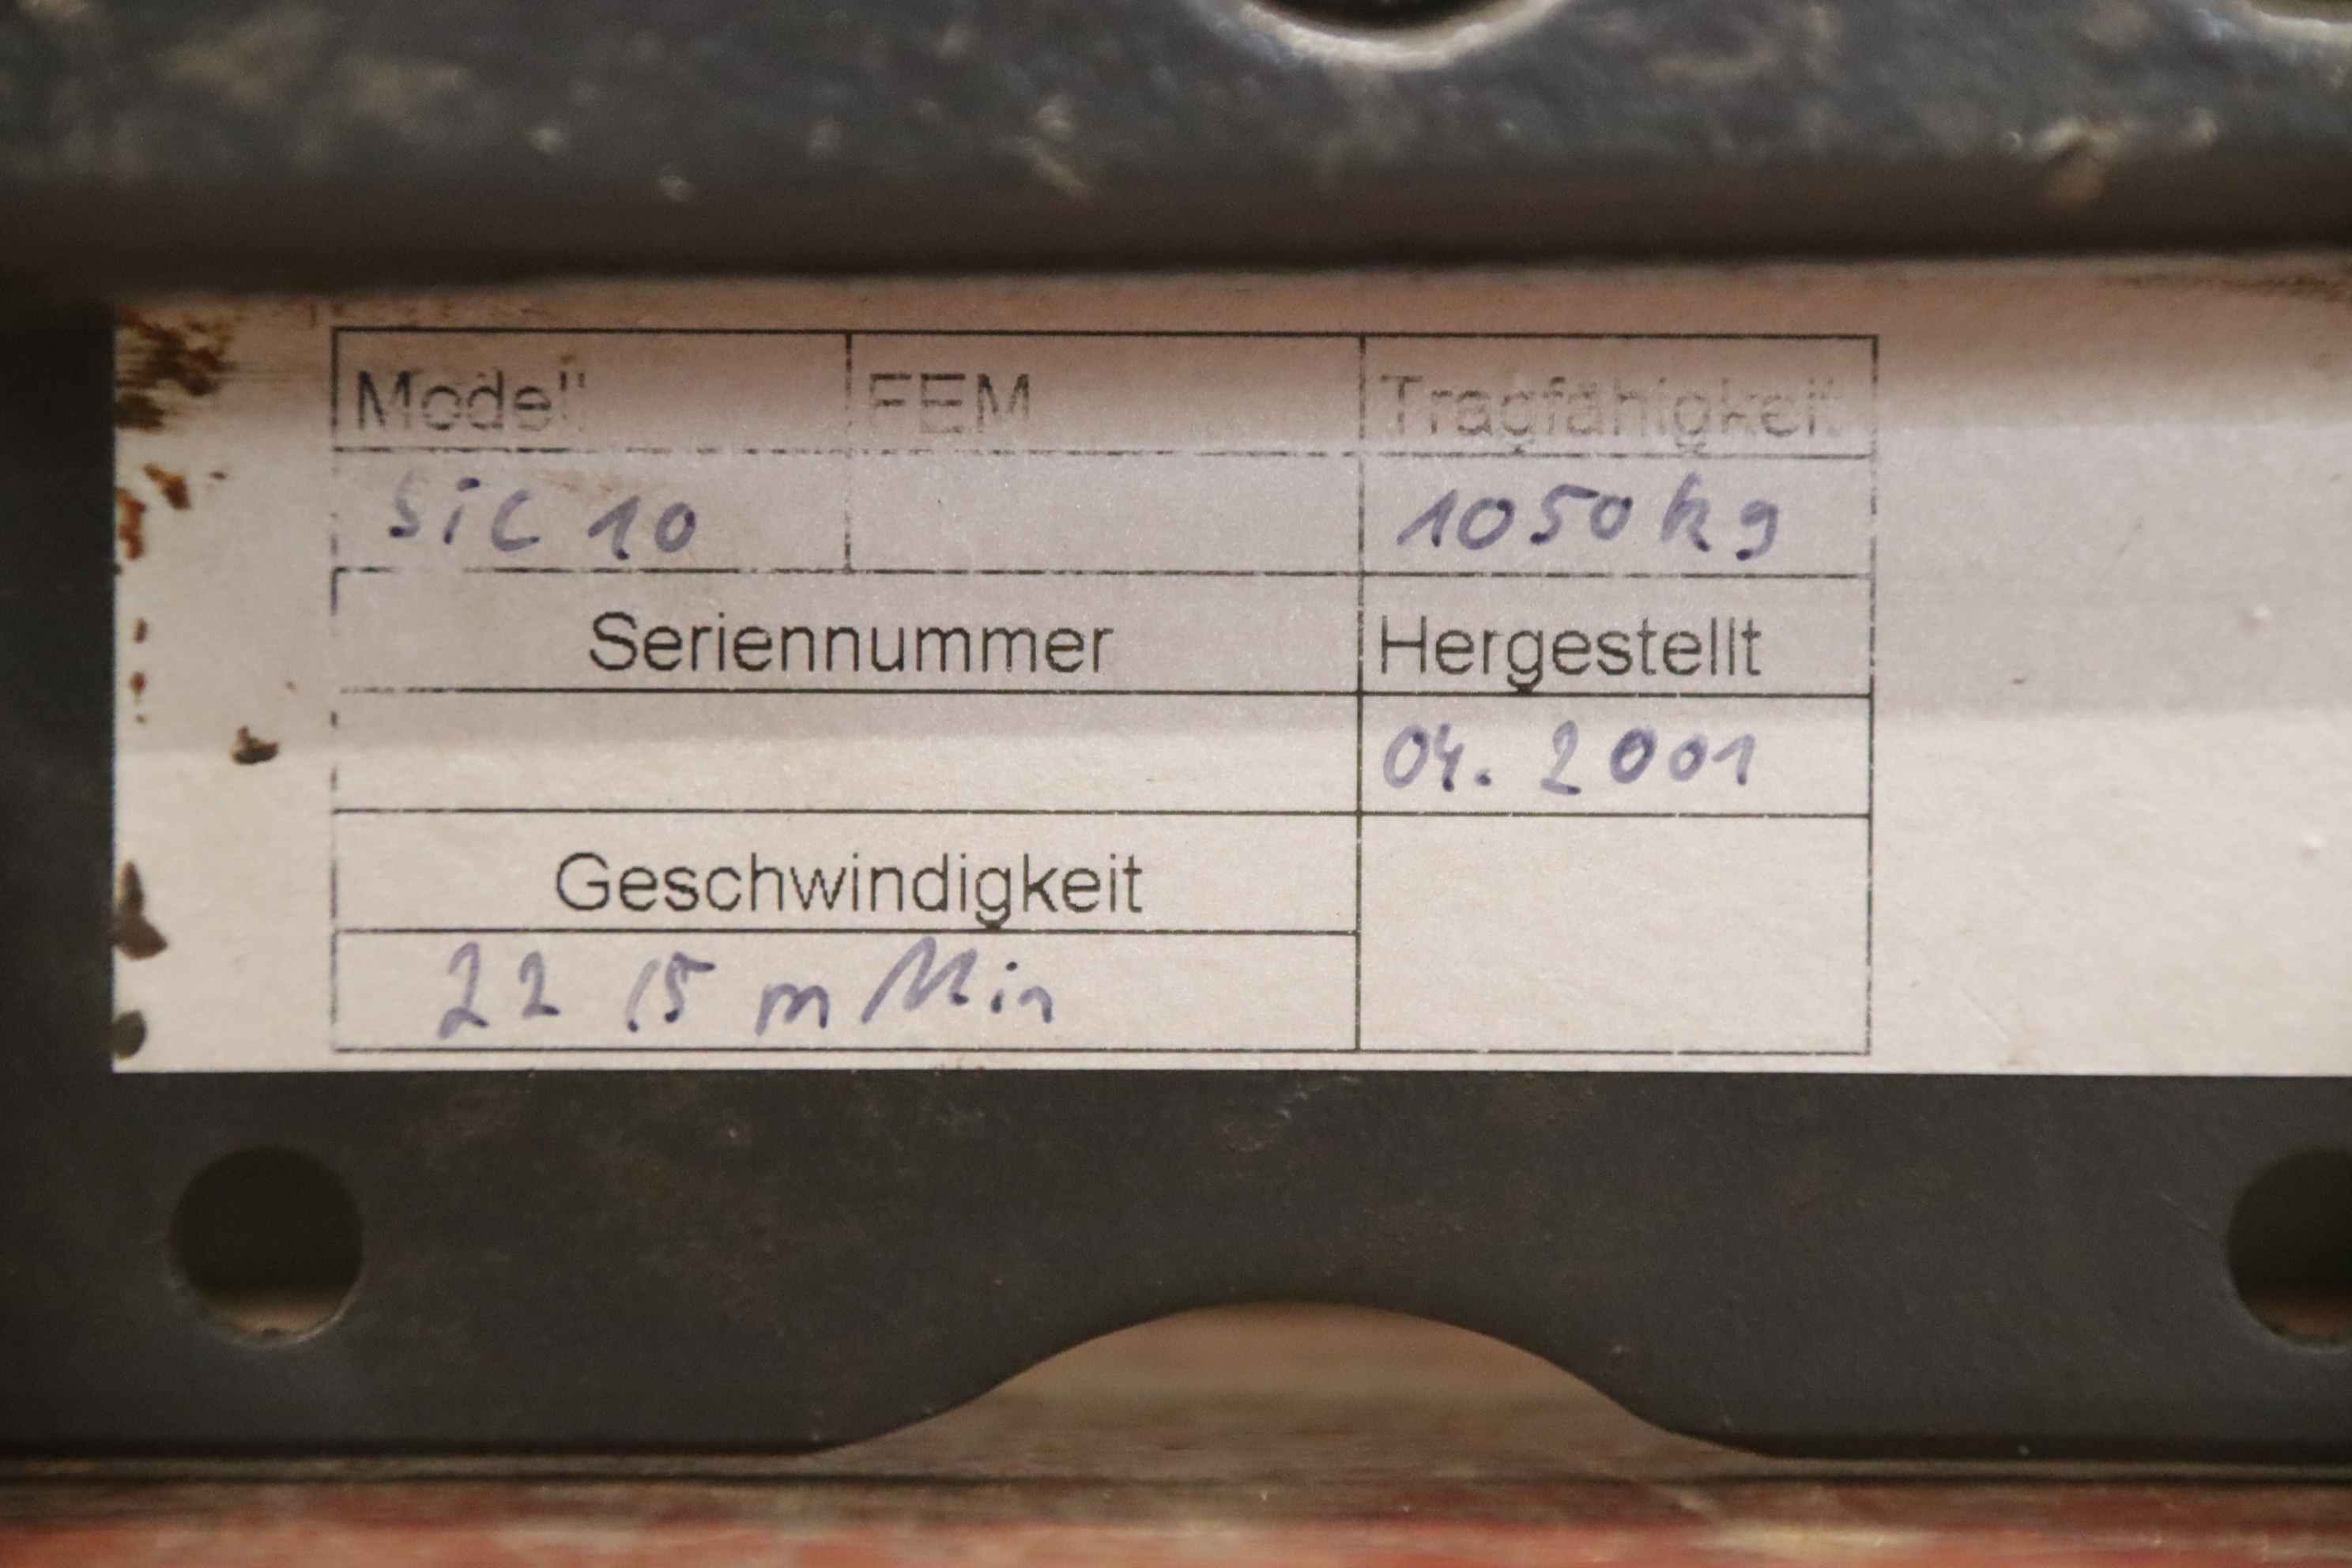 Modell FEM Tragfähigkeit
SiC 10 1050 kg
Seriennummer Hergestellt
04. 2001
Geschwindigkeit
22 15 m Min